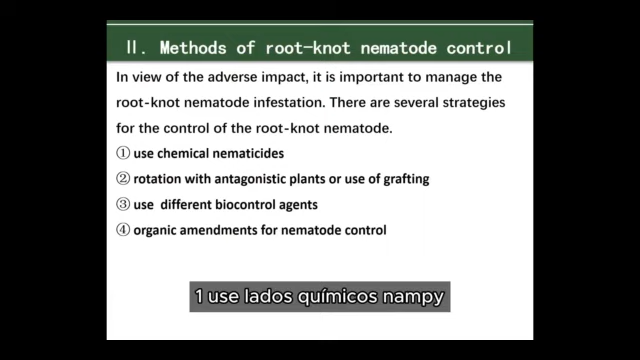 II. Methods of root-knot nematode control
In view of the adverse impact, it is important to manage the
root-knot nematode infestation. There are several strategies
for the control of the root-knot nematode.
① use chemical nematicides
② rotation with antagonistic plants or use of grafting
③ use different biocontrol agents
④ organic amendments for nematode control
1 use lados químicos nampy